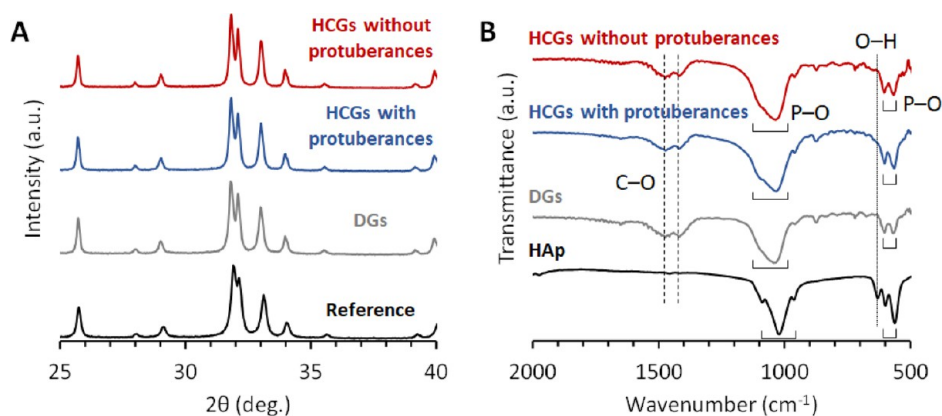 A
HCGs without
protuberances
HCGs with
protuberances
DGs
Reference
Intensity (a.u.)
25 30 35 40
2θ (deg.)
B
HCGs without protuberances
O–H
P–O
P–O
HCGs with protuberances
C–O
DGs
HAp
Transmittance (a.u.)
2000 1500 1000 500
Wavenumber (cm⁻¹)